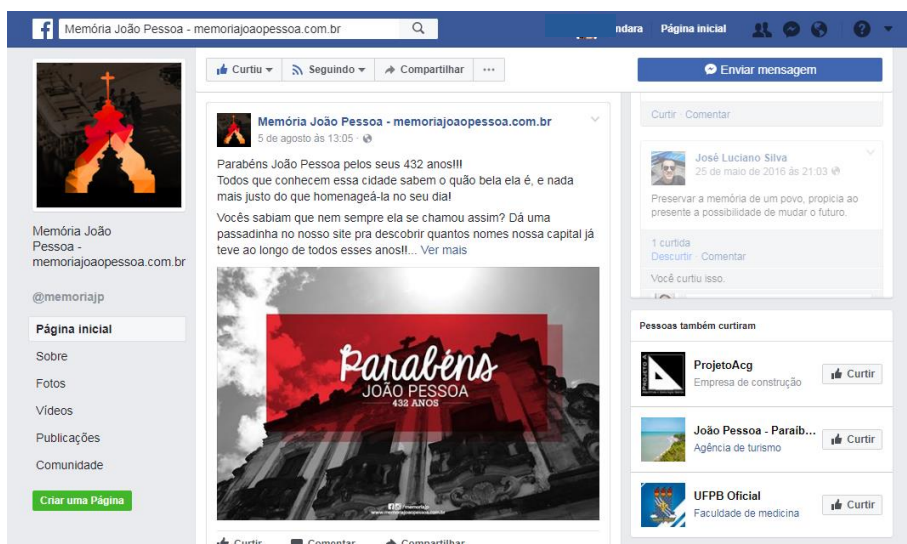 Memória João Pessoa - memoriajoaopessoa.com.br
ndara Página inicial
Curtiu Seguindo Compartilhar ...
Enviar mensagem
Memória João
Pessoa -
memoriajoaopessoa.com.br
@memoriajp
Página inicial
Sobre
Fotos
Vídeos
Publicações
Comunidade
Criar uma Página
Memória João Pessoa - memoriajoaopessoa.com.br
5 de agosto às 13:05 ·
Parabéns João Pessoa pelos seus 432 anos!!!
Todos que conhecem essa cidade sabem o quão bela ela é, e nada
mais justo do que homenageá-la no seu dia!
Vocês sabiam que nem sempre ela se chamou assim? Dá uma
passadinha no nosso site pra descobrir quantos nomes nossa capital já
teve ao longo de todos esses anos!!... Ver mais
Parabéns
JOÃO PESSOA
432 ANOS
/memoriajp
www.memoriajoaopessoa.com.br
Curtir Comentar Compartilhar
Curtir · Comentar
José Luciano Silva
25 de maio de 2016 às 21:03
Preservar a memória de um povo, propicia ao
presente a possibilidade de mudar o futuro.
1 curtida
Descurtir · Comentar
Você curtiu isso.
Pessoas também curtiram
ProjetoAcg
Empresa de construção
Curtir
João Pessoa - Paraíb...
Agência de turismo
Curtir
UFPB Oficial
Faculdade de medicina
Curtir